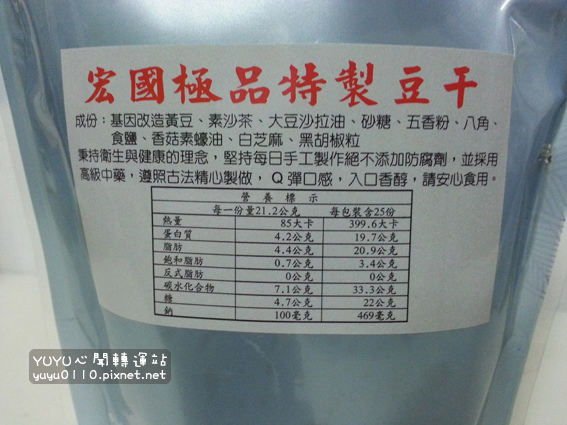 宏國極品特製豆干
成份：基因改造黃豆、素沙茶、大豆沙拉油、砂糖、五香粉、八角、
食鹽、香菇素蠔油、白芝麻、黑胡椒粒
秉持衛生與健康的理念，堅持每日手工製作絕不添加防腐劑，並採用
高級中藥，遵照古法精心製做，Q彈口感，入口香醇，請安心食用。
營養標示
每一份量21.2公克 每包裝含25份
熱量 85大卡 399.6大卡
蛋白質 4.2公克 19.7公克
脂肪 4.4公克 20.9公克
飽和脂肪 0.7公克 3.4公克
反式脂肪 0公克 0公克
碳水化合物 7.1公克 33.3公克
糖 4.7公克 22公克
鈉 100毫克 469毫克
YUYU心聞轉運站
yuyu0110.pixnet.net